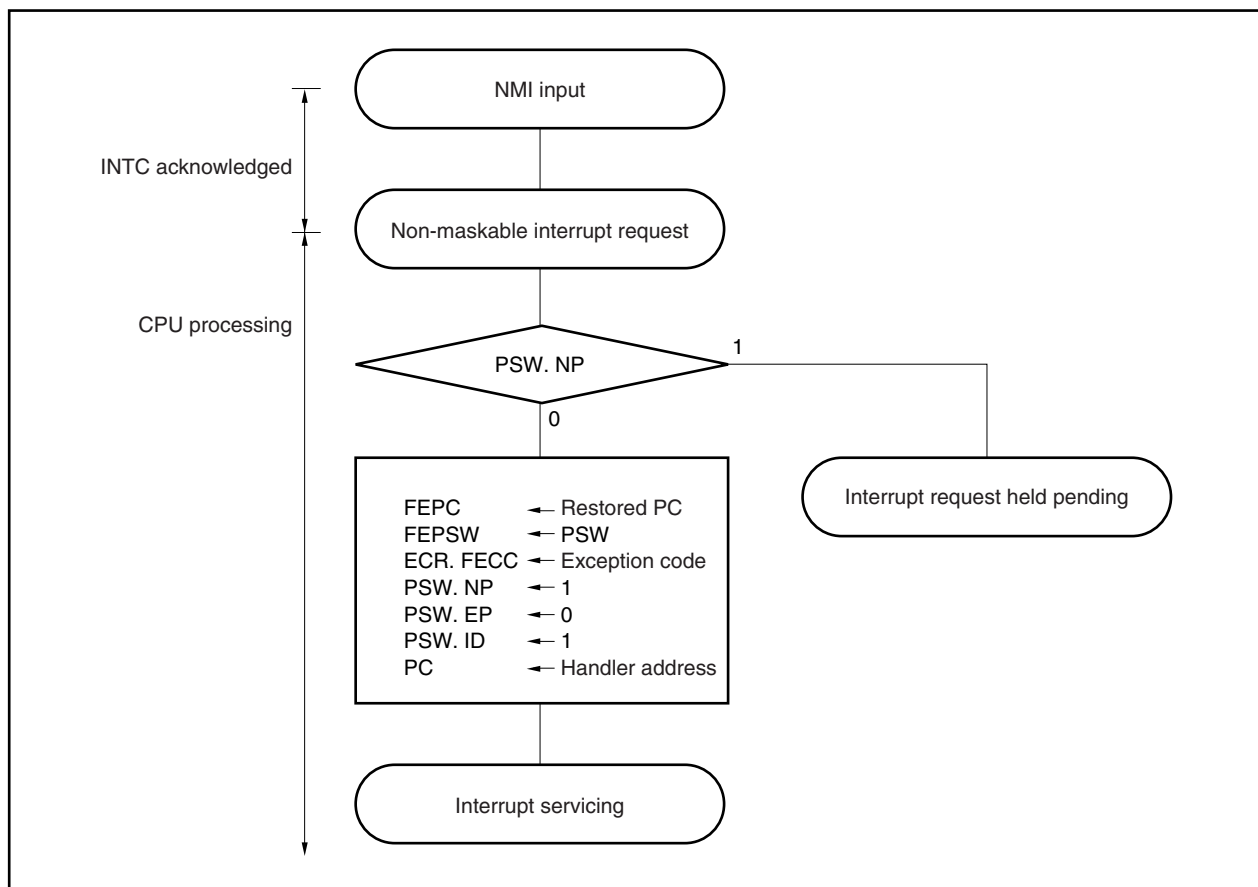 NMI input
INTC acknowledged
Non-maskable interrupt request
CPU processing
PSW. NP
1
0
Interrupt request held pending
FEPC ← Restored PC
FEPSW ← PSW
ECR. FECC ← Exception code
PSW. NP ← 1
PSW. EP ← 0
PSW. ID ← 1
PC ← Handler address
Interrupt servicing